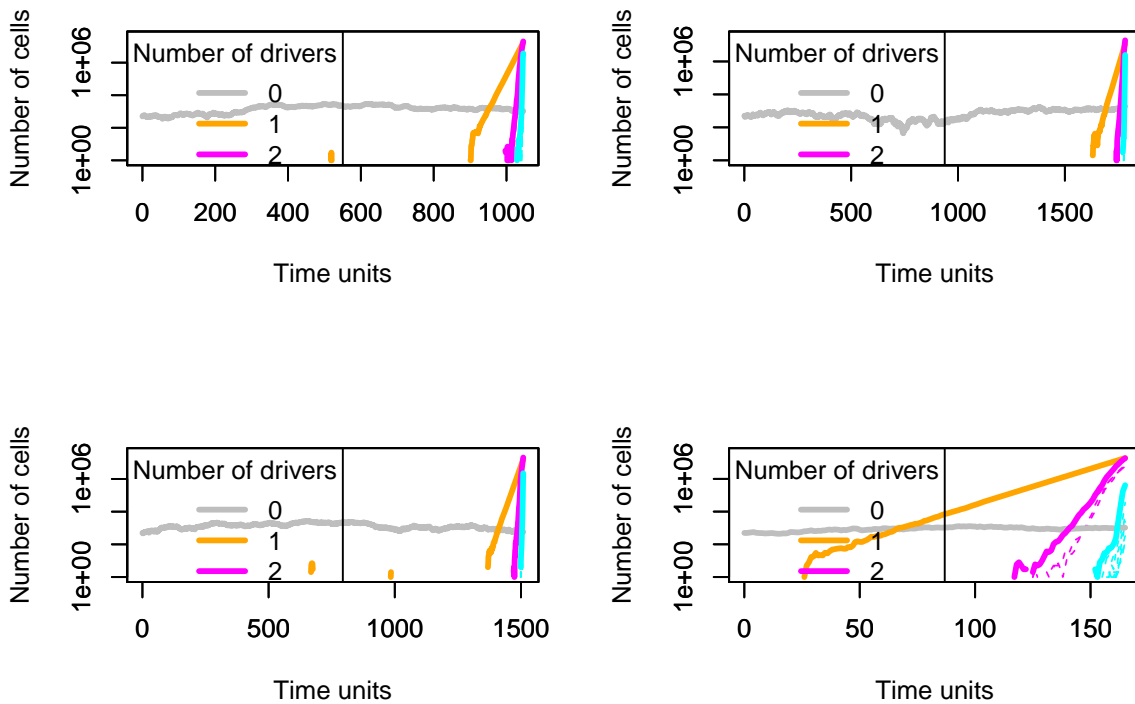 Number of cells
1e+06
1e+00
Number of drivers
0
1
2
0 200 400 600 800 1000
Time units
Number of cells
1e+06
1e+00
Number of drivers
0
1
2
0 500 1000 1500
Time units
Number of cells
1e+06
1e+00
Number of drivers
0
1
2
0 500 1000 1500
Time units
Number of cells
1e+06
1e+00
Number of drivers
0
1
2
0 50 100 150
Time units